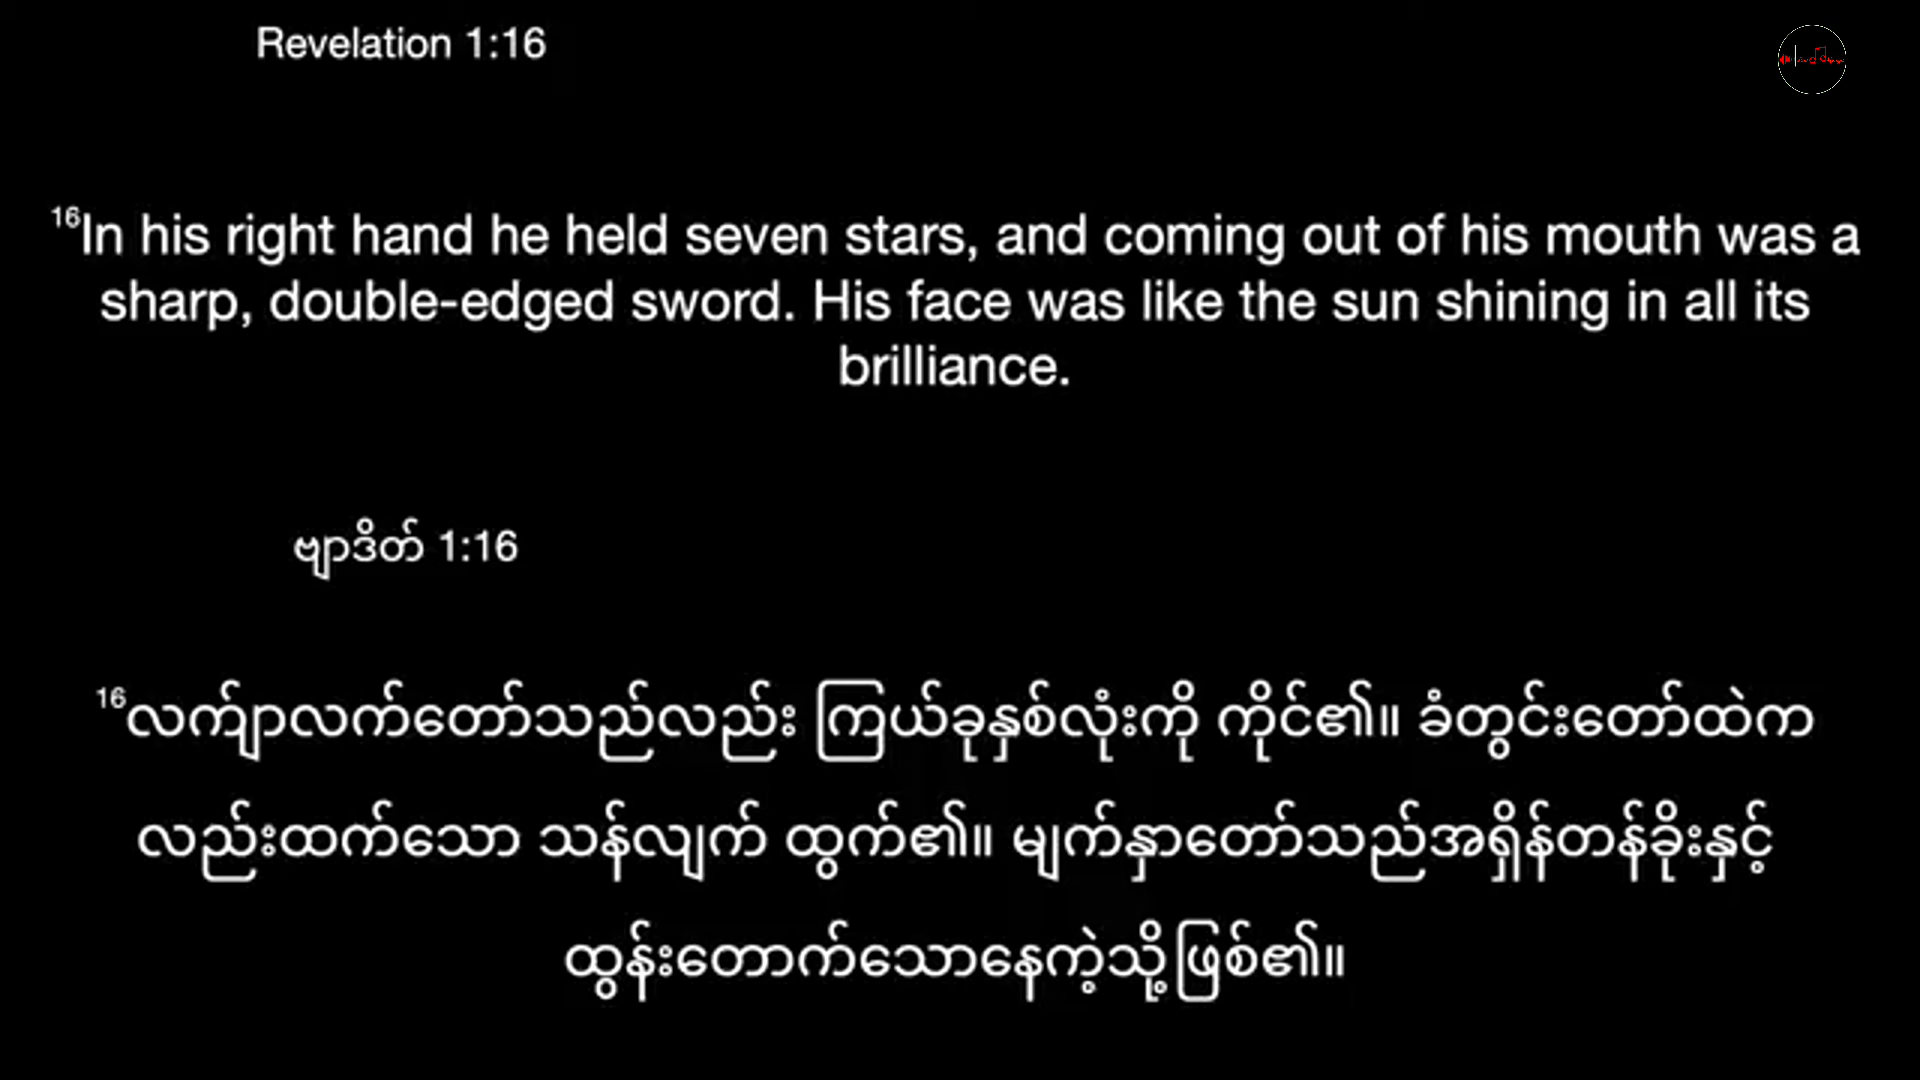 Revelation 1:16
16In his right hand he held seven stars, and coming out of his mouth was a
sharp, double-edged sword. His face was like the sun shining in all its
brilliance.
ဗျာဒိတ် 1:16
16လက်ျာလက်တော်သည်လည်း ကြယ်ခုနှစ်လုံးကို ကိုင်၏။ ခံတွင်းတော်ထဲက
လည်းထက်သော သန်လျက် ထွက်၏။ မျက်နှာတော်သည်အရှိန်တန်ခိုးနှင့်
ထွန်းတောက်သောနေကဲ့သို့ဖြစ်၏။